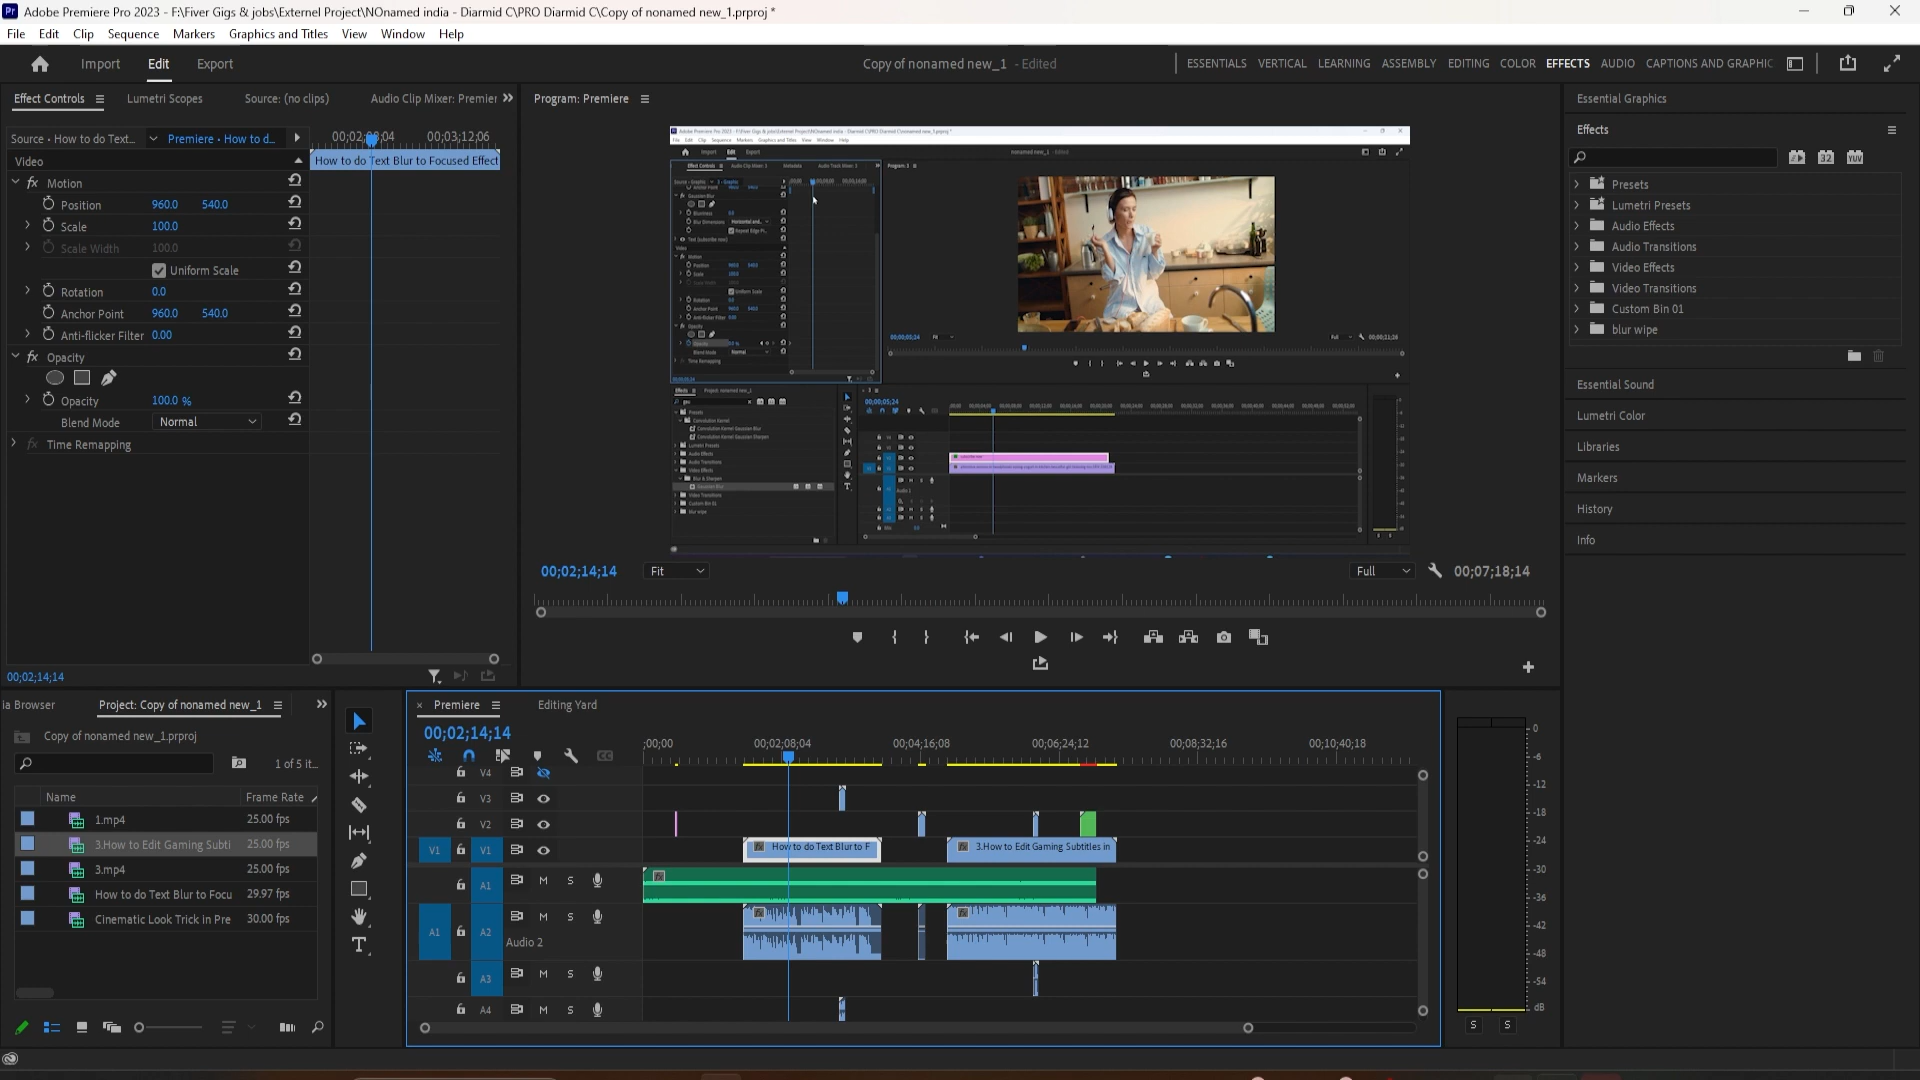 Adobe Premiere Pro 2023 - F:\Fiver Gigs & jobs\Externel Project\NOnamed india - Diarmid C\PRO Diarmid C\Copy of nonamed new_1.prproj *
File Edit Clip Sequence Markers Graphics and Titles View Window Help
Import Edit Export
Copy of nonamed new_1 - Edited
ESSENTIALS VERTICAL LEARNING ASSEMBLY EDITING COLOR EFFECTS AUDIO CAPTIONS AND GRAPHIC
Effect Controls Lumetri Scopes Source: (no clips) Audio Clip Mixer: Premier
Source • How to do Text... Premiere • How to d...
00;02;08;04 00;03;12;06
Video
How to do Text Blur to Focused Effect
fx Motion
Position 960.0 540.0
Scale 100.0
Scale Width 100.0
Uniform Scale
Rotation 0.0
Anchor Point 960.0 540.0
Anti-flicker Filter 0.00
fx Opacity
Opacity 100.0 %
Blend Mode Normal
fx Time Remapping
00;02;14;14
Program: Premiere
00;02;14;14 Fit Full 00;07;18;14
Essential Graphics
Effects
32 YUV
Presets
Lumetri Presets
Audio Effects
Audio Transitions
Video Effects
Video Transitions
Custom Bin 01
blur wipe
Essential Sound
Lumetri Color
Libraries
Markers
History
Info
ia Browser Project: Copy of nonamed new_1
Copy of nonamed new_1.prproj
1 of 5 it...
Name Frame Rate
1.mp4 25.00 fps
3.How to Edit Gaming Subti 25.00 fps
3.mp4 25.00 fps
How to do Text Blur to Focu 29.97 fps
Cinematic Look Trick in Pre 30.00 fps
× Premiere Editing Yard
00;02;14;14
;00;00 00;02;08;04 00;04;16;08 00;06;24;12 00;08;32;16 00;10;40;18
V4
V3
V2
V1 V1 How to do Text Blur to F 3.How to Edit Gaming Subtitles in
A1 M S
A1 A2 M S
Audio 2
A3 M S
A4 M S
0
-6
-12
-18
-24
-30
-36
-42
-48
-54
dB
S S